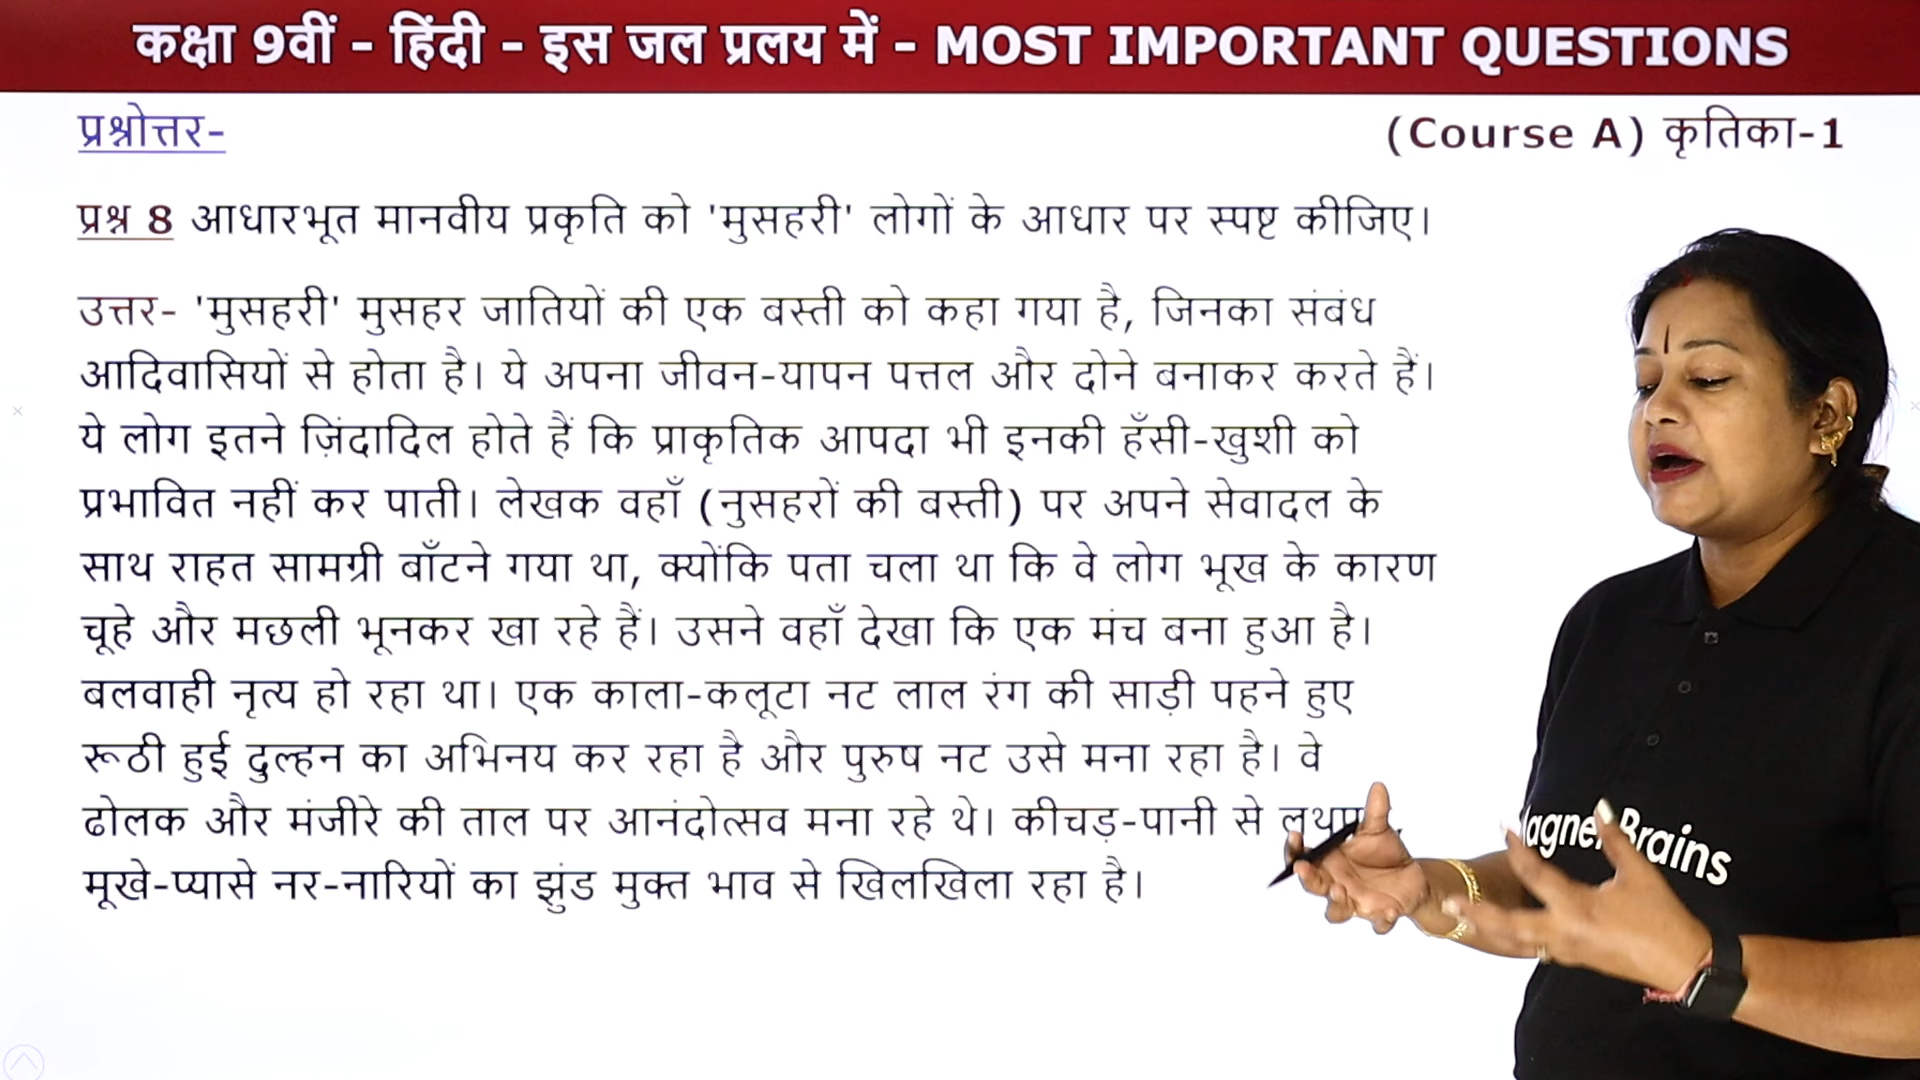 कक्षा 9वीं - हिंदी - इस जल प्रलय में - MOST IMPORTANT QUESTIONS
प्रश्नोत्तर-
(Course A) कृतिका-1
प्रश्न 8 आधारभूत मानवीय प्रकृति को 'मुसहरी' लोगों के आधार पर स्पष्ट कीजिए।
उत्तर- 'मुसहरी' मुसहर जातियों की एक बस्ती को कहा गया है, जिनका संबंध
आदिवासियों से होता है। ये अपना जीवन-यापन पत्तल और दोने बनाकर करते हैं।
ये लोग इतने ज़िंदादिल होते हैं कि प्राकृतिक आपदा भी इनकी हँसी-खुशी को
प्रभावित नहीं कर पाती। लेखक वहाँ (नुसहरों की बस्ती) पर अपने सेवादल के
साथ राहत सामग्री बाँटने गया था, क्योंकि पता चला था कि वे लोग भूख के कारण
चूहे और मछली भूनकर खा रहे हैं। उसने वहाँ देखा कि एक मंच बना हुआ है।
बलवाही नृत्य हो रहा था। एक काला-कलूटा नट लाल रंग की साड़ी पहने हुए
रूठी हुई दुल्हन का अभिनय कर रहा है और पुरुष नट उसे मना रहा है। वे
ढोलक और मंजीरे की ताल पर आनंदोत्सव मना रहे थे। कीचड़-पानी से
मूखे-प्यासे नर-नारियों का झुंड मुक्त भाव से खिलखिला रहा है।
Brains